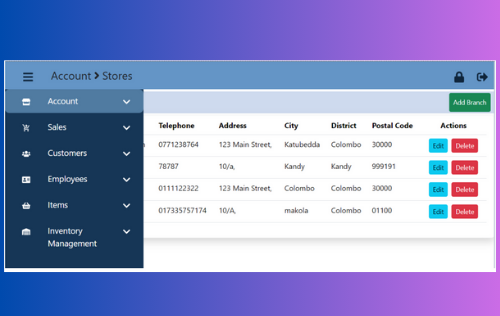 Account > Stores
Account
Add Branch
Sales
Telephone Address City District Postal Code Actions
0771238764 123 Main Street, Katubedda Colombo 30000 Edit Delete
Customers
78787 10/a, Kandy Kandy 999191 Edit Delete
Employees
0111122322 123 Main Street, Colombo Colombo 30000 Edit Delete
Items
017335757174 10/A, makola Colombo 01100 Edit Delete
Inventory
Management